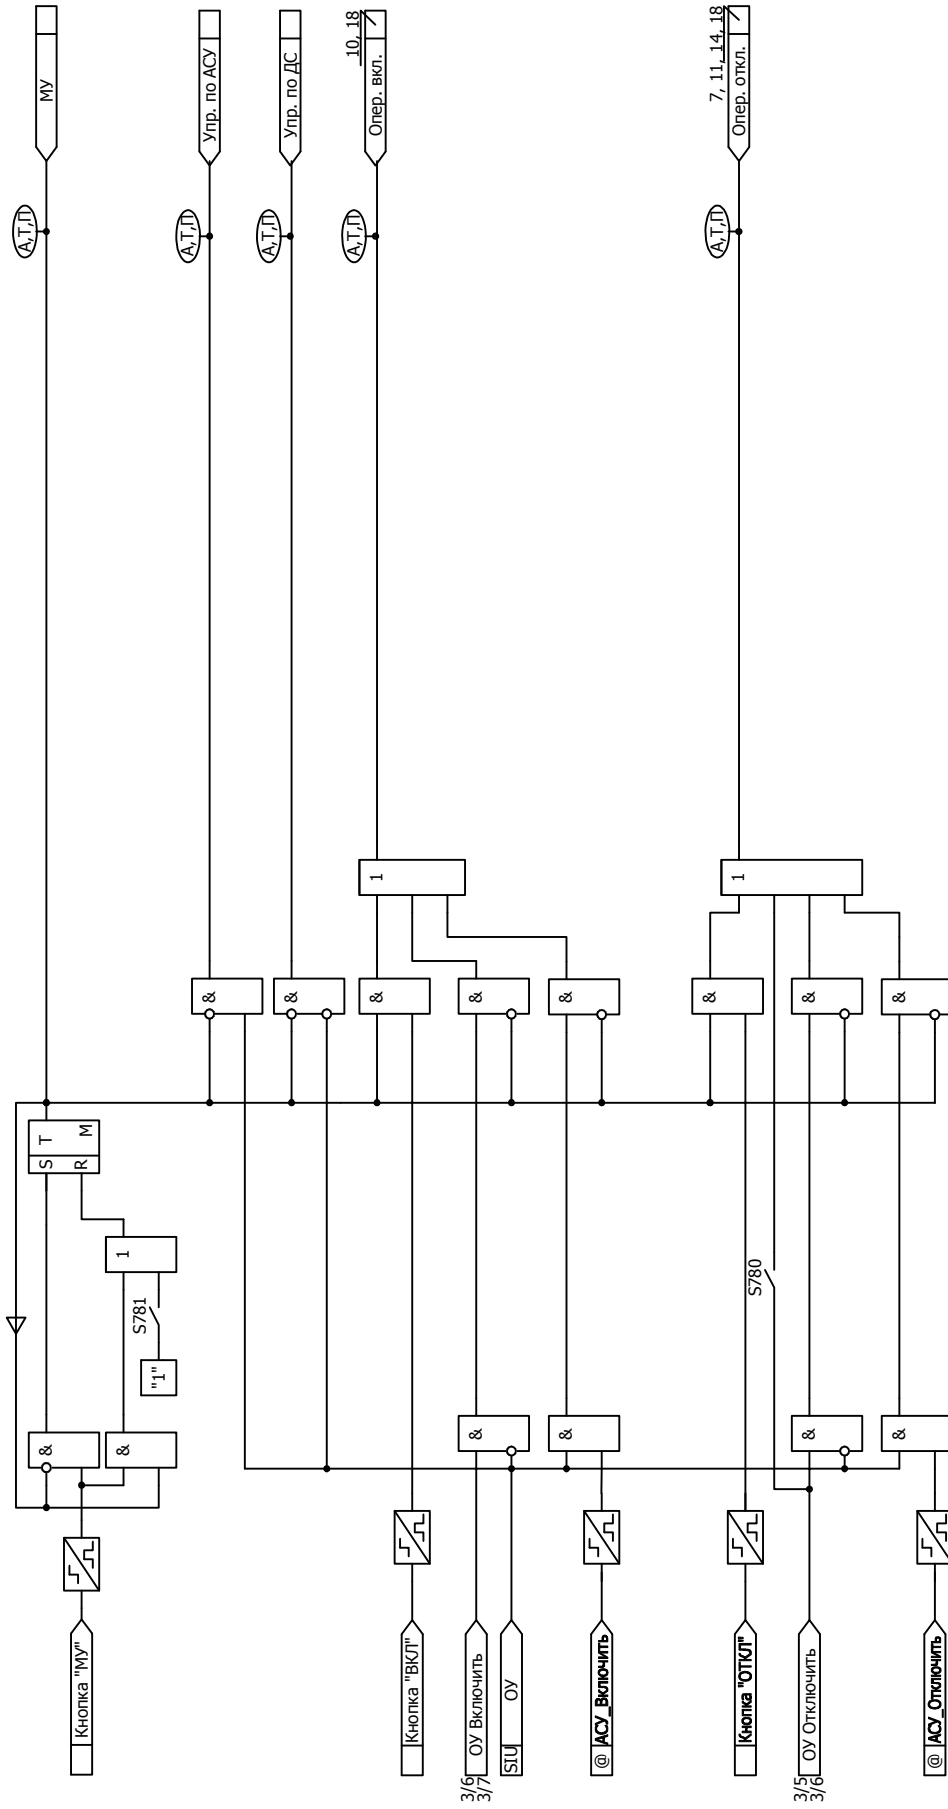 МУ
Упр. по АСУ
Упр. по ДС
10, 18
Опер. вкл.
7, 11, 14, 18
Опер. откл.
А,Т,П
А,Т,П
А,Т,П
А,Т,П
А,Т,П
1
1
&
&
&
&
&
&
&
&
S T
R M
1
S781
"1"
S780
&
&
&
&
&
&
Кнопка "МУ"
Кнопка "ВКЛ"
3/6
3/7
ОУ Включить
SIU ОУ
@ АСУ_Включить
Кнопка "ОТКЛ"
3/5
3/6
ОУ Отключить
@ АСУ_Отключить